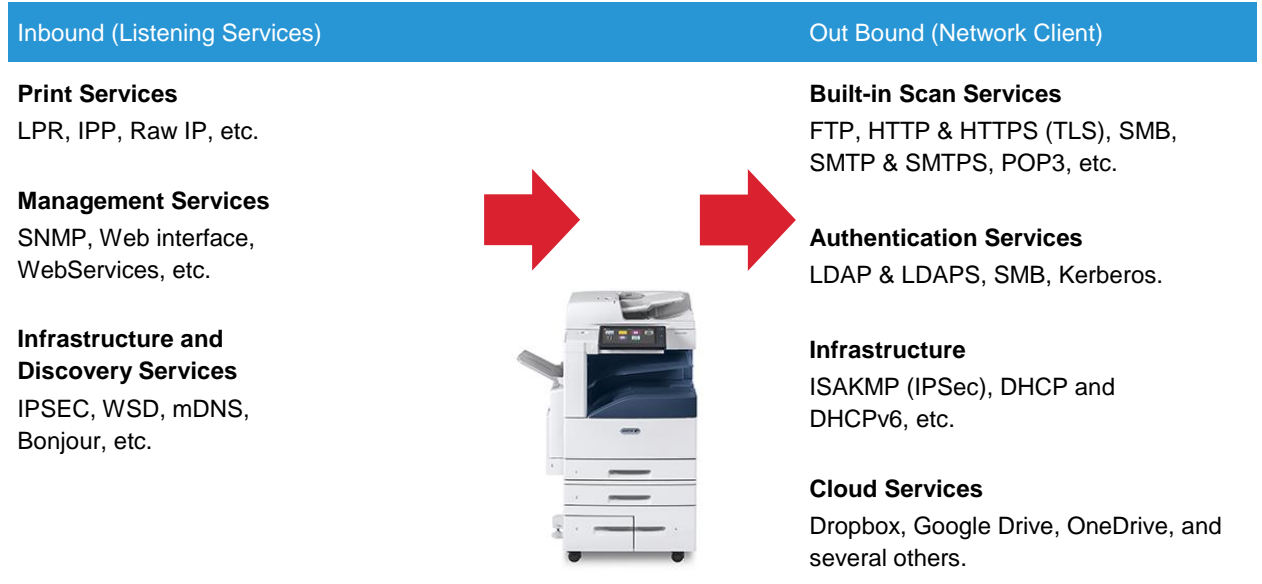 Inbound (Listening Services)
Out Bound (Network Client)
Print Services
LPR, IPP, Raw IP, etc.
Management Services
SNMP, Web interface,
WebServices, etc.
Infrastructure and
Discovery Services
IPSEC, WSD, mDNS,
Bonjour, etc.
Built-in Scan Services
FTP, HTTP & HTTPS (TLS), SMB,
SMTP & SMTPS, POP3, etc.
Authentication Services
LDAP & LDAPS, SMB, Kerberos.
Infrastructure
ISAKMP (IPSec), DHCP and
DHCPv6, etc.
Cloud Services
Dropbox, Google Drive, OneDrive, and
several others.